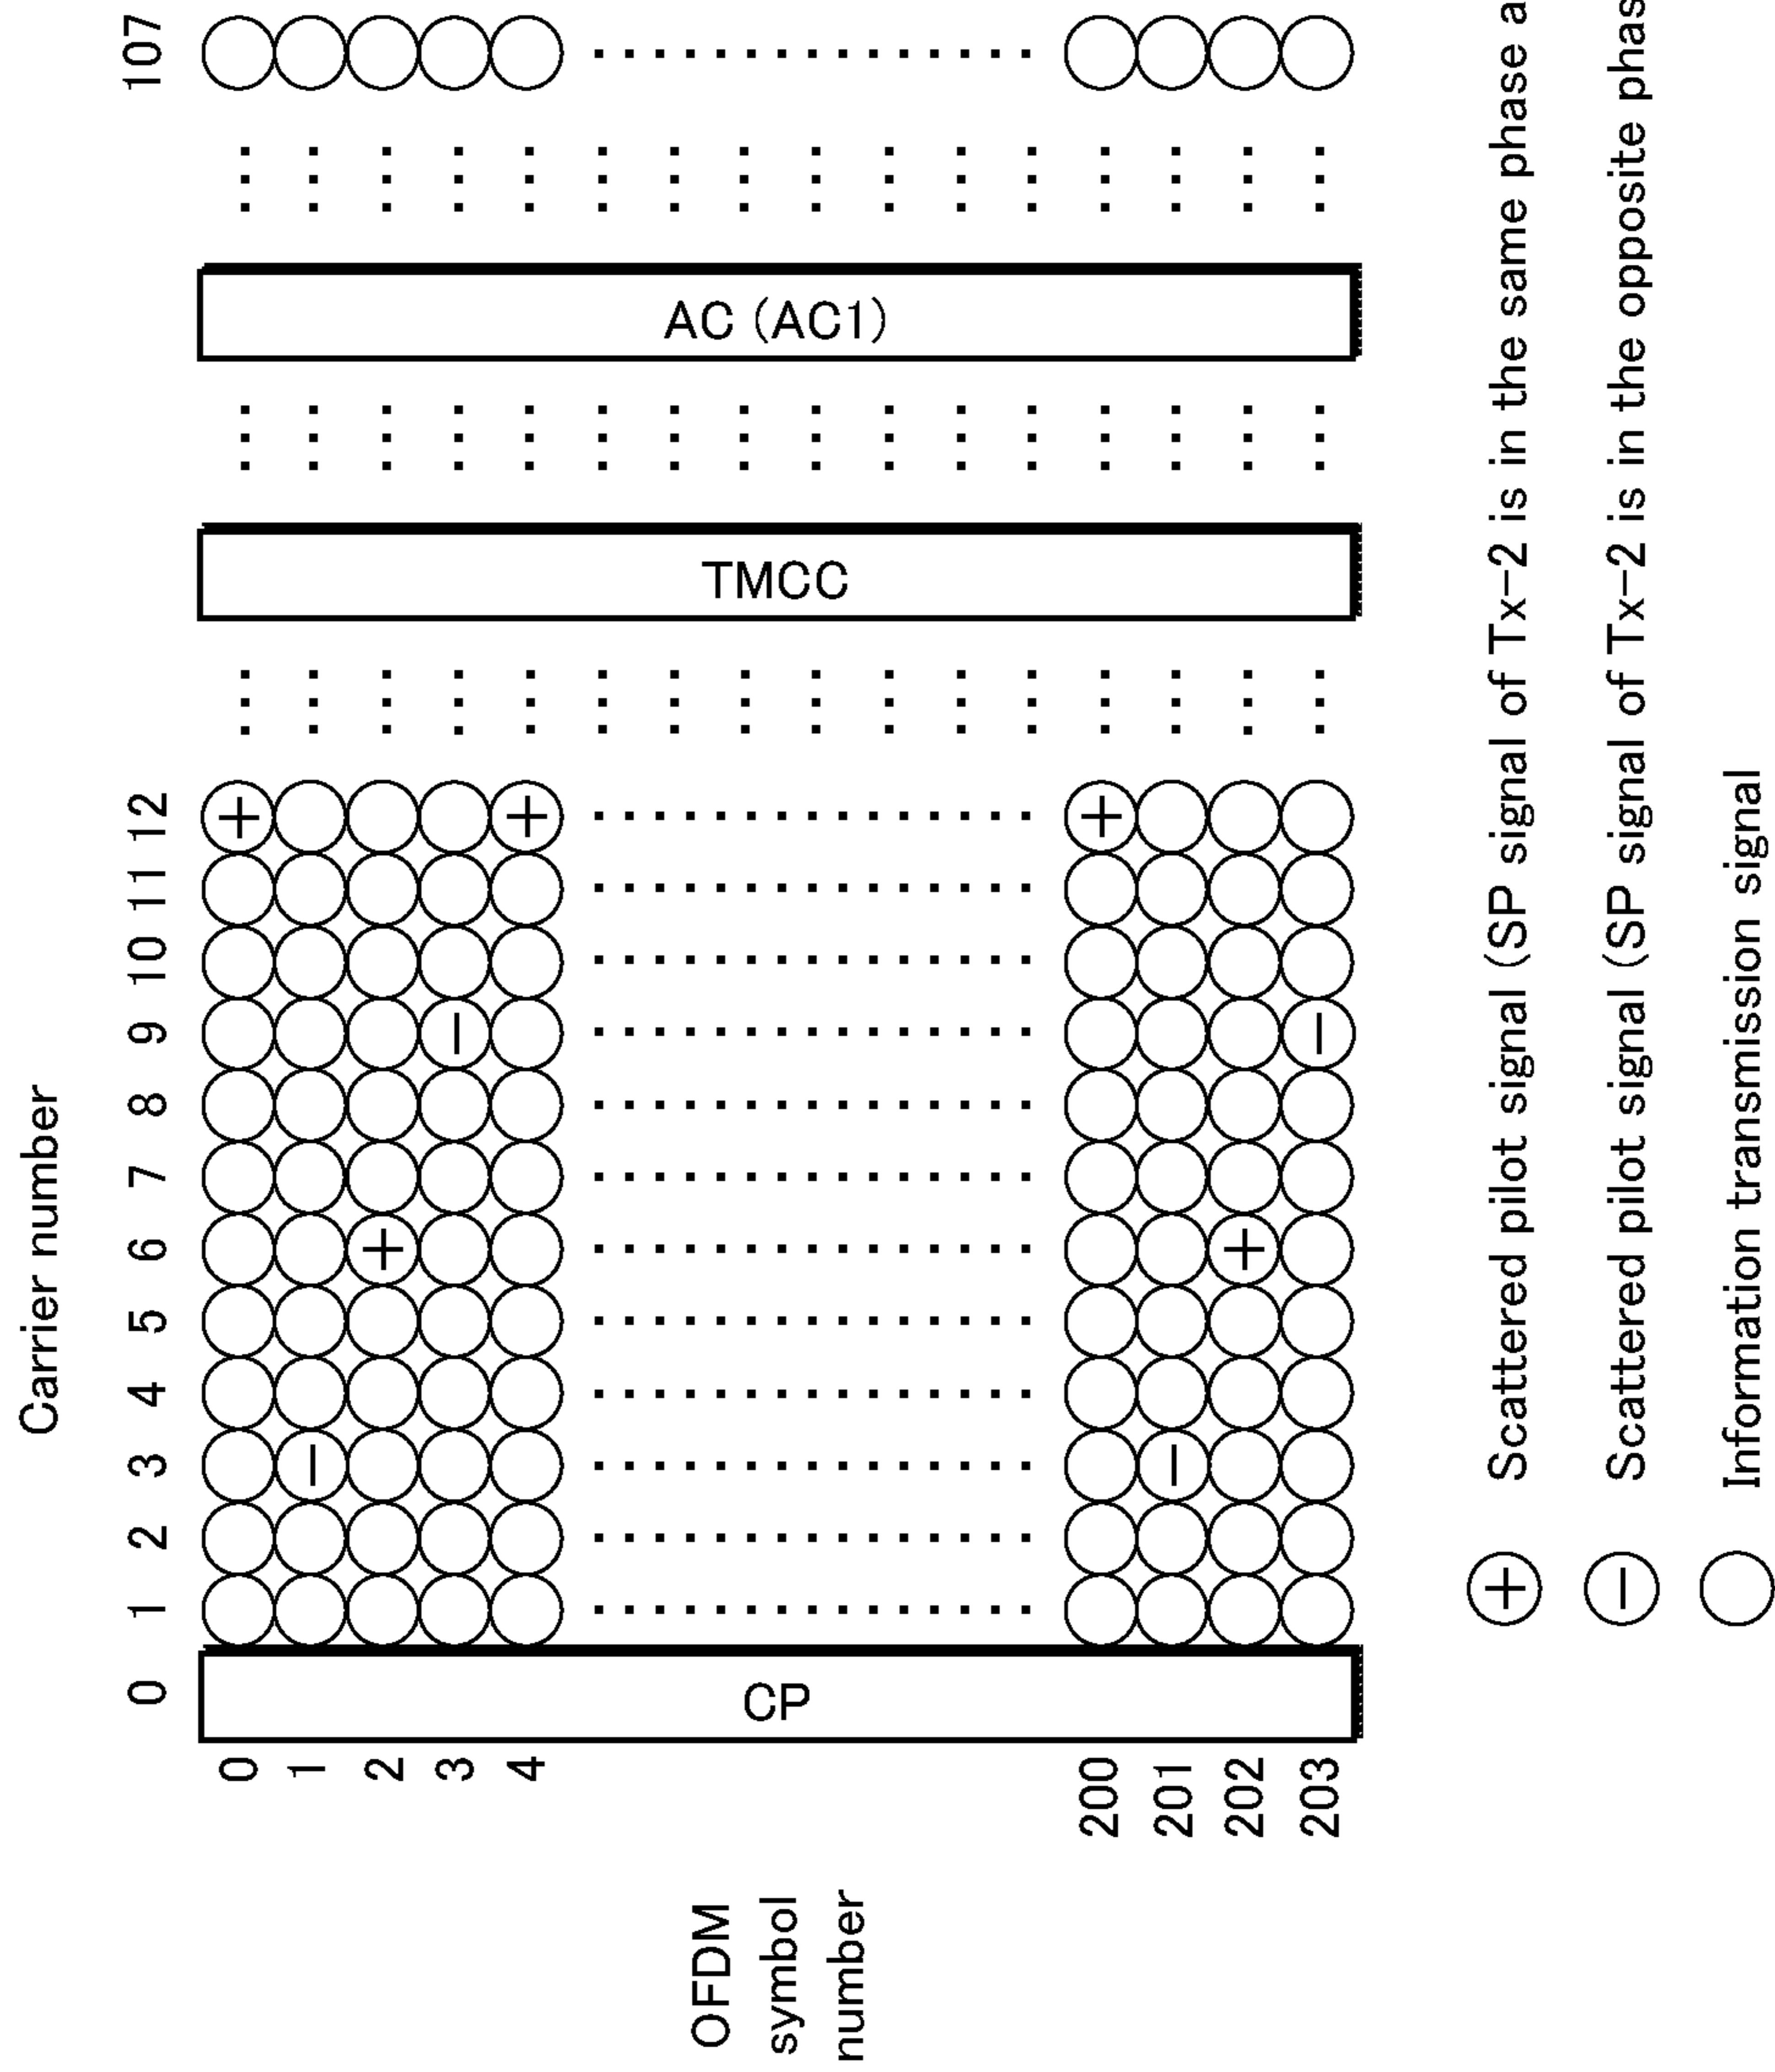 Carrier number
0 1 2 3 4 5 6 7 8 9 10 11 12 107
0
1
2
3
4
200
201
202
203
OFDM
symbol
number
CP
TMCC
AC (AC1)
+ − + − + +
− + − +
+ Scattered pilot signal (SP signal of Tx-2 is in the same phase a
− Scattered pilot signal (SP signal of Tx-2 is in the opposite phas
Information transmission signal